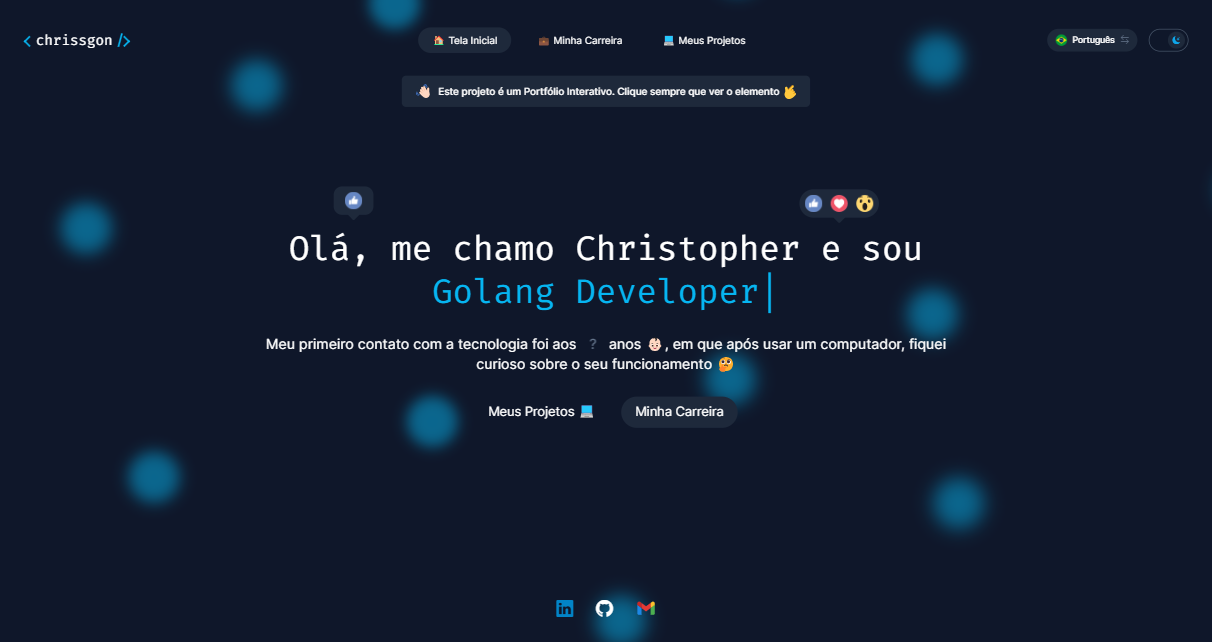 < chrissgon />
Tela Inicial
Minha Carreira
Meus Projetos
Português
Este projeto é um Portfólio Interativo. Clique sempre que ver o elemento
Olá, me chamo Christopher e sou
Golang Developer|
Meu primeiro contato com a tecnologia foi aos ? anos , em que após usar um computador, fiquei
curioso sobre o seu funcionamento
Meus Projetos
Minha Carreira
in